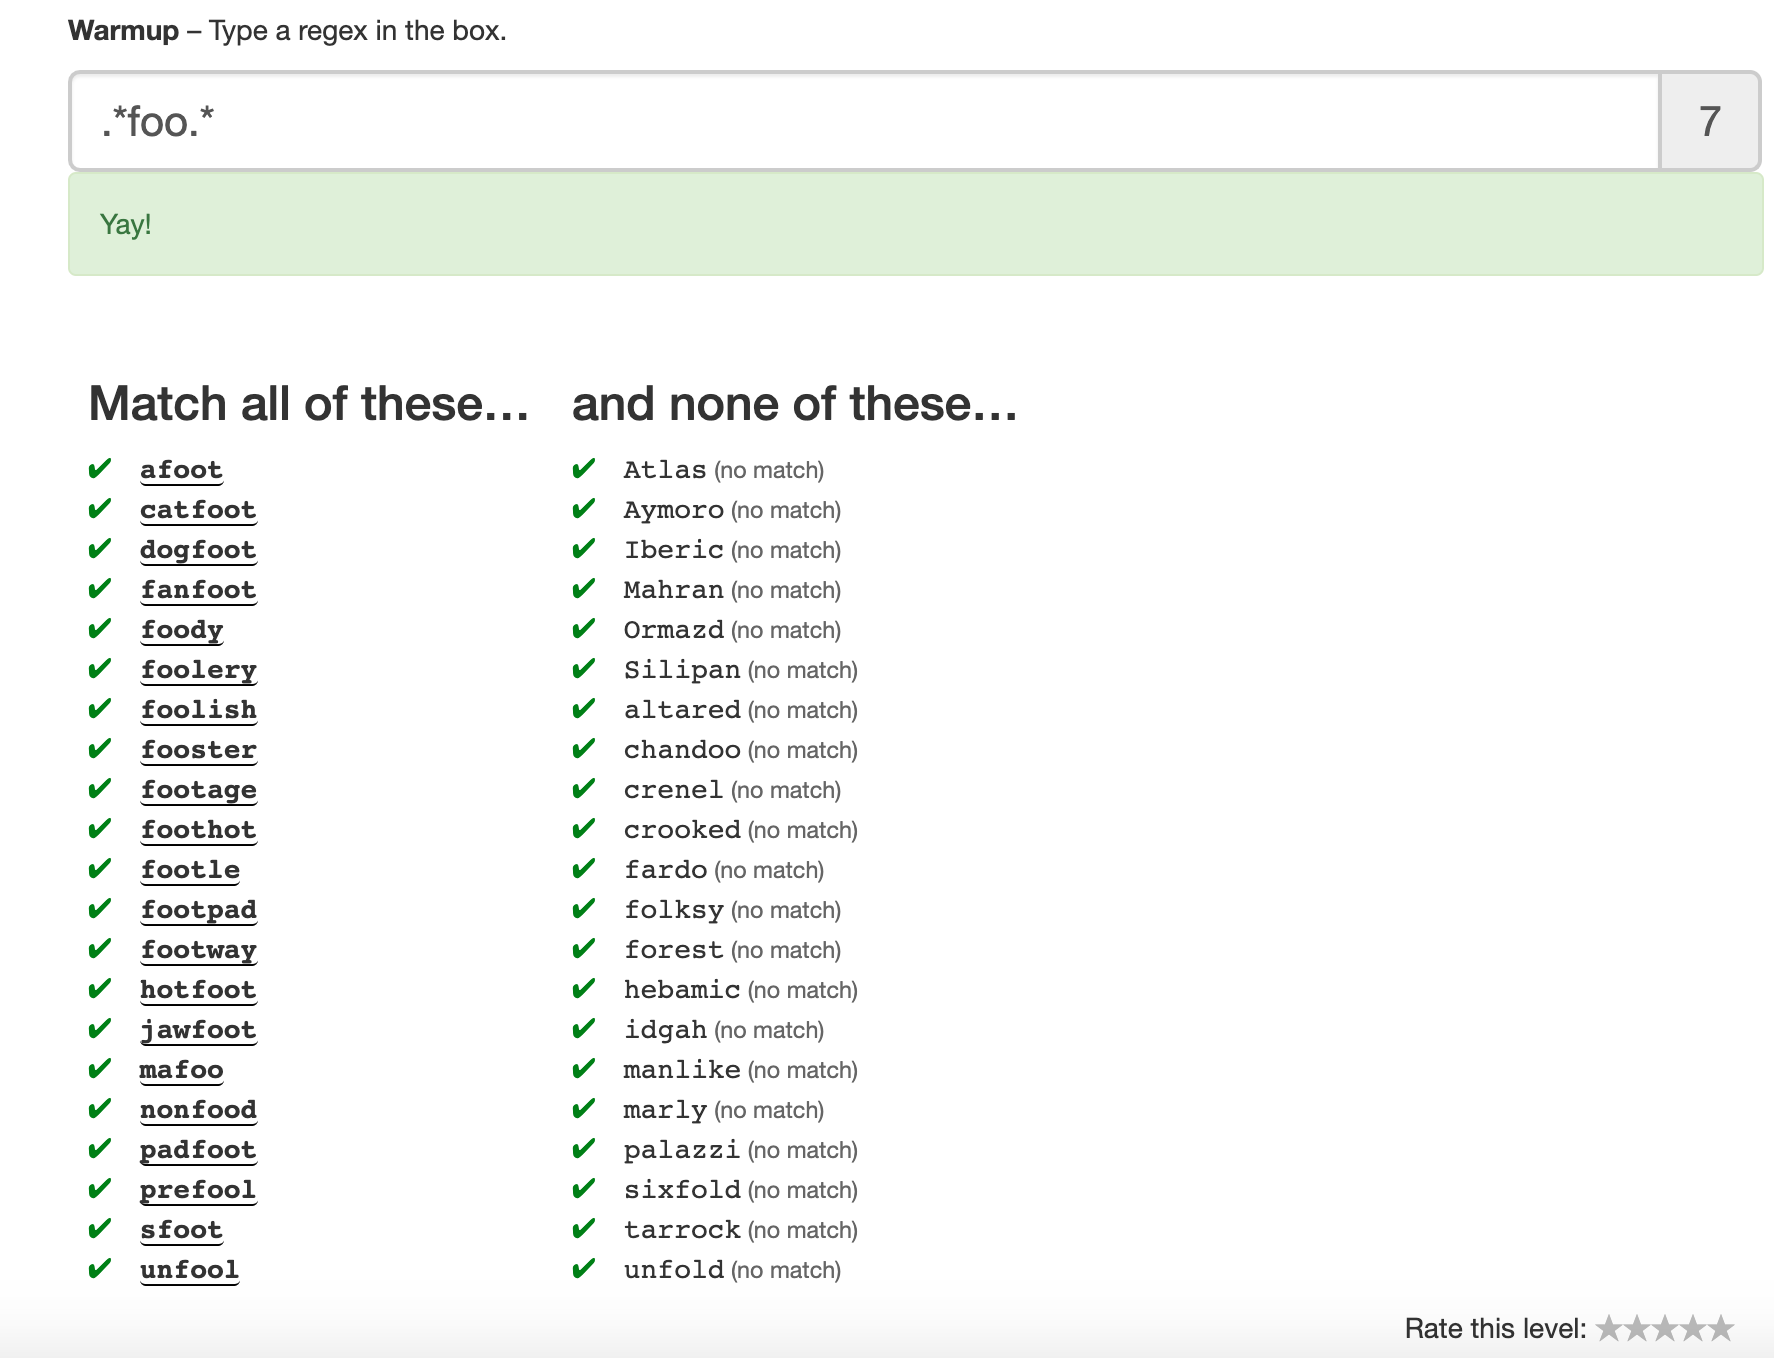 Warmup – Type a regex in the box.
.*foo.* 7
Yay!
Match all of these… and none of these…
✔ afoot ✔ Atlas (no match)
✔ catfoot ✔ Aymoro (no match)
✔ dogfoot ✔ Iberic (no match)
✔ fanfoot ✔ Mahran (no match)
✔ foody ✔ Ormazd (no match)
✔ foolery ✔ Silipan (no match)
✔ foolish ✔ altared (no match)
✔ fooster ✔ chandoo (no match)
✔ footage ✔ crenel (no match)
✔ foothot ✔ crooked (no match)
✔ footle ✔ fardo (no match)
✔ footpad ✔ folksy (no match)
✔ footway ✔ forest (no match)
✔ hotfoot ✔ hebamic (no match)
✔ jawfoot ✔ idgah (no match)
✔ mafoo ✔ manlike (no match)
✔ nonfood ✔ marly (no match)
✔ padfoot ✔ palazzi (no match)
✔ prefool ✔ sixfold (no match)
✔ sfoot ✔ tarrock (no match)
✔ unfool ✔ unfold (no match)
Rate this level: ★★★★★